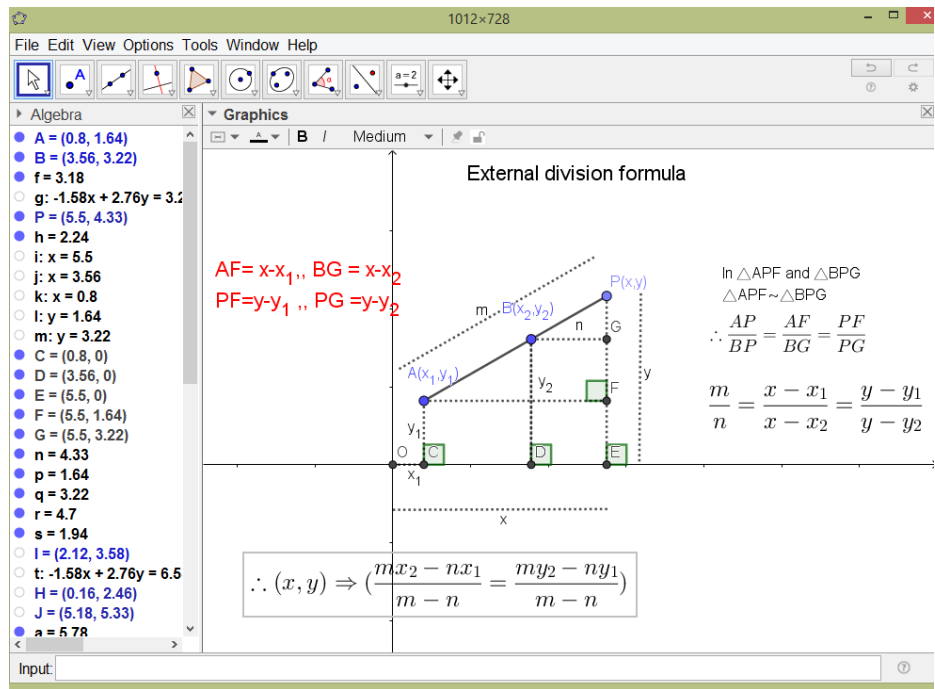 1012×728
File Edit View Options Tools Window Help
A
α
a=2
Algebra
Graphics
A B I Medium
A = (0.8, 1.64)
B = (3.56, 3.22)
f = 3.18
g: -1.58x + 2.76y = 3.2
P = (5.5, 4.33)
h = 2.24
i: x = 5.5
j: x = 3.56
k: x = 0.8
l: y = 1.64
m: y = 3.22
C = (0.8, 0)
D = (3.56, 0)
E = (5.5, 0)
F = (5.5, 1.64)
G = (5.5, 3.22)
n = 4.33
p = 1.64
q = 3.22
r = 4.7
s = 1.94
I = (2.12, 3.58)
t: -1.58x + 2.76y = 6.5
H = (0.16, 2.46)
J = (5.18, 5.33)
a = 5.78
External division formula
AF= x-x₁,, BG = x-x₂
PF=y-y₁ ,, PG =y-y₂
P(x,y)
m
B(x₂,y₂)
n
G
A(x₁,y₁)
y₂
F
y
y₁
O
C
D
E
x₁
x
In △APF and △BPG
△APF~△BPG
∴ AP/BP = AF/BG = PF/PG
m/n = x − x₁/x − x₂ = y − y₁/y − y₂
∴ (x, y) ⇒ (mx₂ − nx₁/m − n = my₂ − ny₁/m − n)
Input: